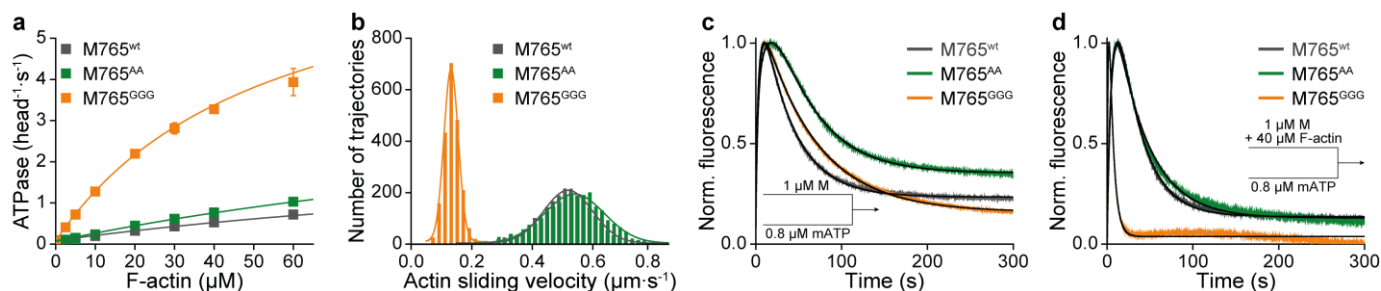 a
ATPase (head⁻¹·s⁻¹)
5
4
3
2
1
0
0 10 20 30 40 50 60
F-actin (µM)
M765ʷᵗ
M765ᴬᴬ
M765ᴳᴳᴳ
b
Number of trajectories
800
600
400
200
0
0.0 0.2 0.4 0.6 0.8
Actin sliding velocity (µm·s⁻¹)
M765ʷᵗ
M765ᴬᴬ
M765ᴳᴳᴳ
c
Norm. fluorescence
1.0
0.5
0
0 100 200 300
Time (s)
M765ʷᵗ
M765ᴬᴬ
M765ᴳᴳᴳ
1 µM M
0.8 µM mATP
d
Norm. fluorescence
1.0
0.5
0
0 100 200 300
Time (s)
M765ʷᵗ
M765ᴬᴬ
M765ᴳᴳᴳ
1 µM M
+ 40 µM F-actin
0.8 µM mATP